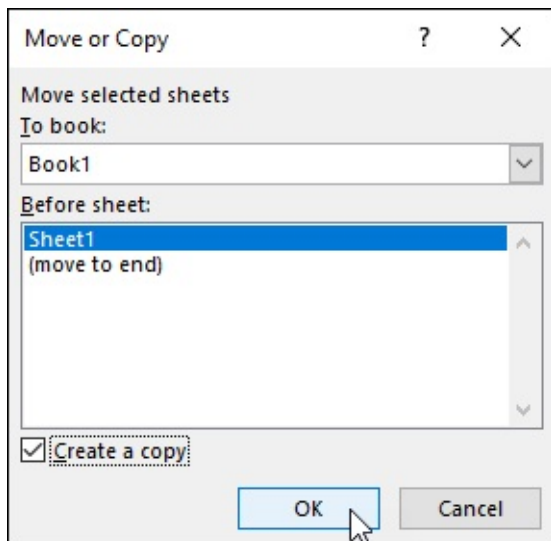 Move or Copy ?
Move selected sheets
To book:
Book1
Before sheet:
Sheet1
(move to end)
Create a copy
OK Cancel